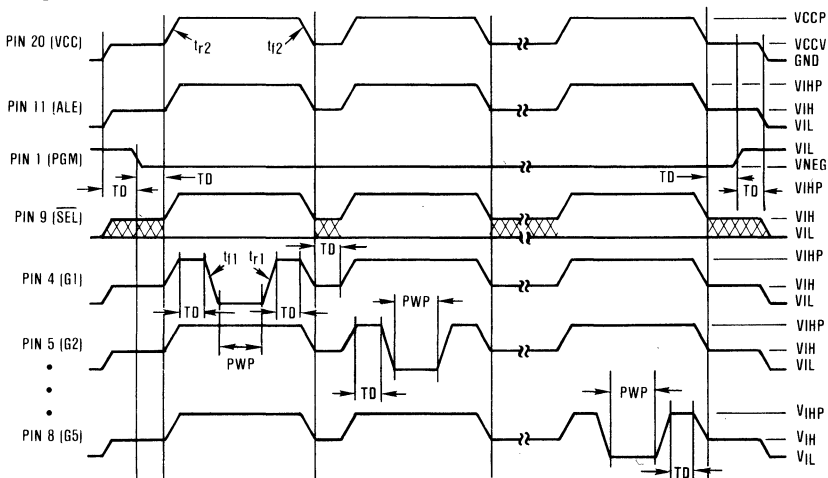 VCCP
PIN 20 (VCC) tr2 tf2 VCCV
GND
VIHP
PIN 11 (ALE) VIH
VIL
PIN 1 (PGM) VIL
VNEG
TD TD TD TD
VIHP
PIN 9 (SEL) VIH
VIL
TD
VIHP
PIN 4 (G1) tf1 tr1 VIH
VIL
TD TD
PWP PWP
VIHP
PIN 5 (G2) VIH
VIL
TD
PWP
VIHP
PIN 8 (G5) VIH
VIL
TD